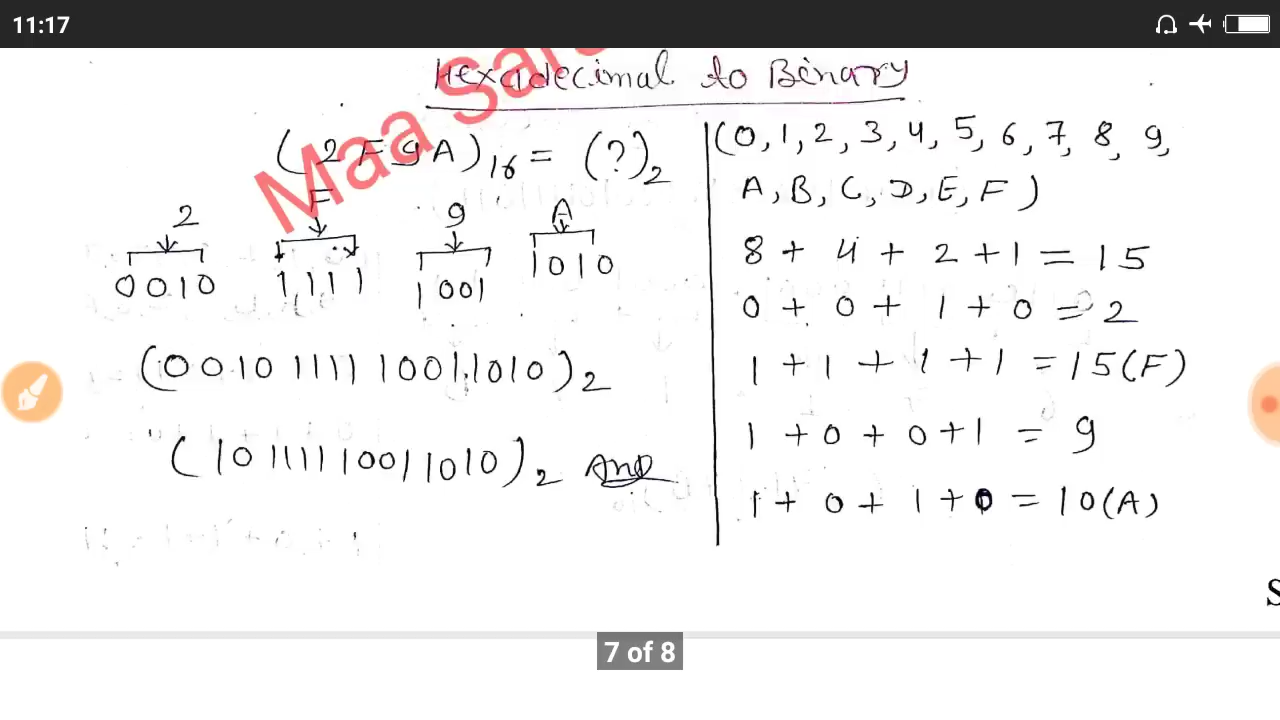 11:17
Hexadecimal to Binary
Maa Sar
(2F9A)16 = (?)2
2 F 9 A
0010 1111 1001 1010
(0010 1111 1001 1010)2
(10 1111 1001 1010)2 Ans
(0, 1, 2, 3, 4, 5, 6, 7, 8, 9,
A, B, C, D, E, F)
8 + 4 + 2 + 1 = 15
0 + 0 + 1 + 0 = 2
1 + 1 + 1 + 1 = 15(F)
1 + 0 + 0 + 1 = 9
1 + 0 + 1 + 0 = 10(A)
S
7 of 8